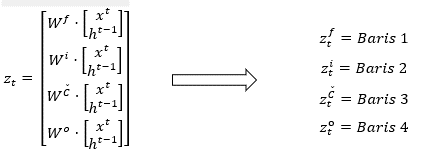 z_t = [W^f · [x^t h^{t-1}]
W^i · [x^t h^{t-1}]
W^Č · [x^t h^{t-1}]
W^o · [x^t h^{t-1}]]
z_t^f = Baris 1
z_t^i = Baris 2
z_t^Č = Baris 3
z_t^o = Baris 4